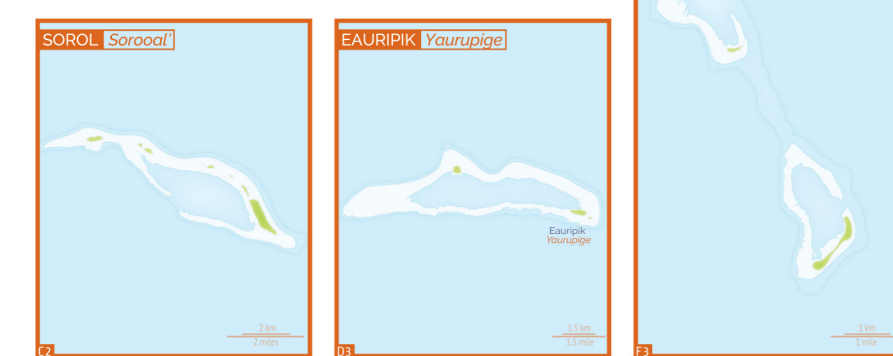 SOROL Sorooal'
2 km
2 miles
C2
EAURIPIK Yaurupige
Eauripik
Yaurupige
1.5 km
1.5 mile
D3
1 km
1 mile
F3